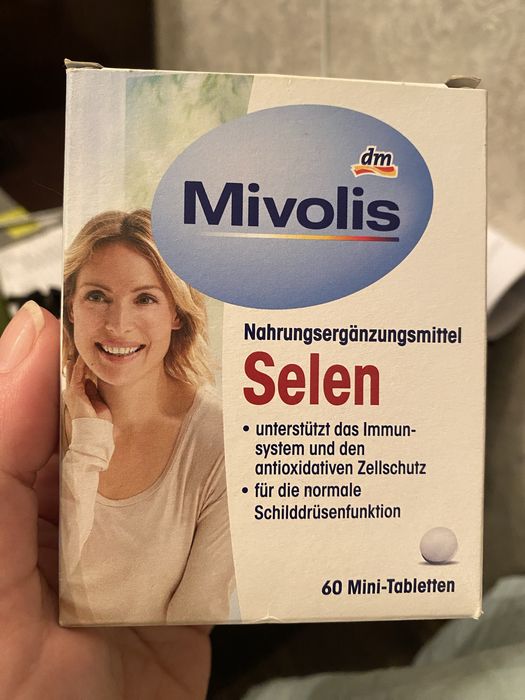 dm
Mivolis
Nahrungsergänzungsmittel
Selen
• unterstützt das Immun-
system und den
antioxidativen Zellschutz
• für die normale
Schilddrüsenfunktion
60 Mini-Tabletten